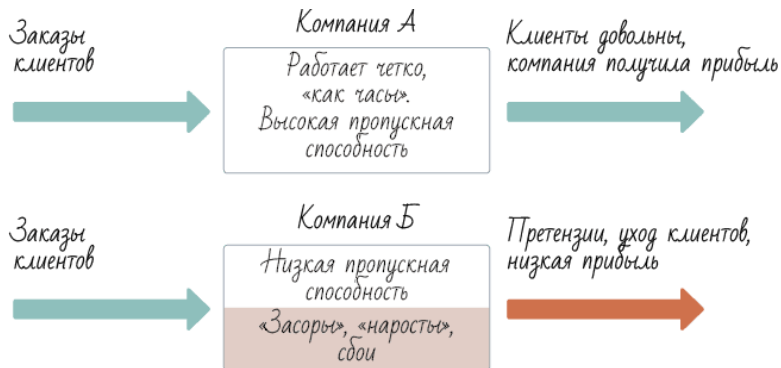 Компания А
Заказы
клиентов
Работает четко,
«как часы».
Высокая пропускная
способность
Клиенты довольны,
компания получила прибыль
Компания Б
Заказы
клиентов
Низкая пропускная
способность
«Засоры», «наросты»,
сбои
Претензии, уход клиентов,
низкая прибыль